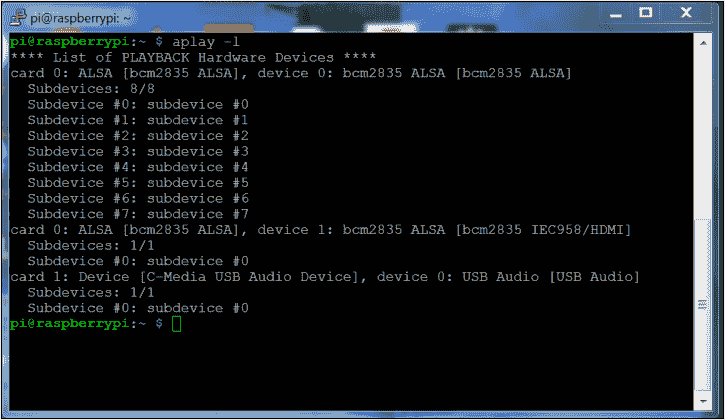 pi@raspberrypi: ~
pi@raspberrypi:~ $ aplay -l
**** List of PLAYBACK Hardware Devices ****
card 0: ALSA [bcm2835 ALSA], device 0: bcm2835 ALSA [bcm2835 ALSA]
  Subdevices: 8/8
  Subdevice #0: subdevice #0
  Subdevice #1: subdevice #1
  Subdevice #2: subdevice #2
  Subdevice #3: subdevice #3
  Subdevice #4: subdevice #4
  Subdevice #5: subdevice #5
  Subdevice #6: subdevice #6
  Subdevice #7: subdevice #7
card 0: ALSA [bcm2835 ALSA], device 1: bcm2835 ALSA [bcm2835 IEC958/HDMI]
  Subdevices: 1/1
  Subdevice #0: subdevice #0
card 1: Device [C-Media USB Audio Device], device 0: USB Audio [USB Audio]
  Subdevices: 1/1
  Subdevice #0: subdevice #0
pi@raspberrypi:~ $